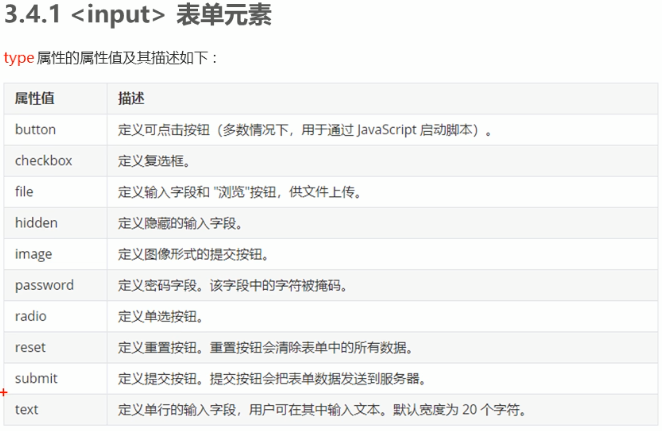 3.4.1 <input> 表单元素
type 属性的属性值及其描述如下：
属性值 描述
button 定义可点击按钮（多数情况下，用于通过 JavaScript 启动脚本）。
checkbox 定义复选框。
file 定义输入字段和 "浏览"按钮，供文件上传。
hidden 定义隐藏的输入字段。
image 定义图像形式的提交按钮。
password 定义密码字段。该字段中的字符被掩码。
radio 定义单选按钮。
reset 定义重置按钮。重置按钮会清除表单中的所有数据。
submit 定义提交按钮。提交按钮会把表单数据发送到服务器。
text 定义单行的输入字段，用户可在其中输入文本。默认宽度为 20 个字符。